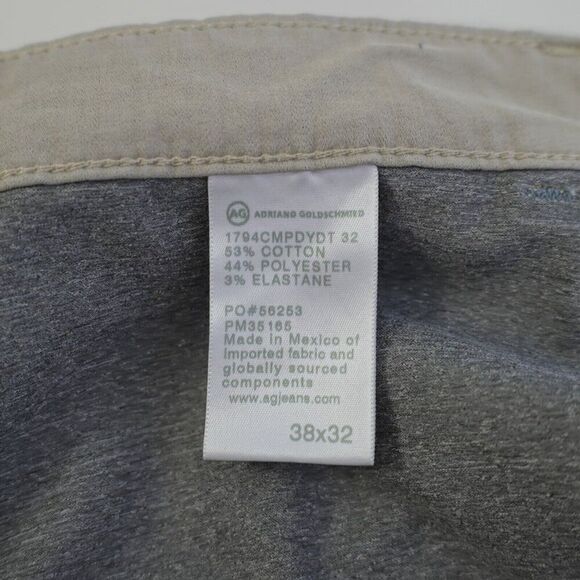 AG ADRIANO GOLDSCHMIED
1794CMPDYDT 32
53% COTTON
44% POLYESTER
3% ELASTANE
PO#56253
PM35165
Made in Mexico of
Imported fabric and
globally sourced
components
www.agjeans.com
38x32